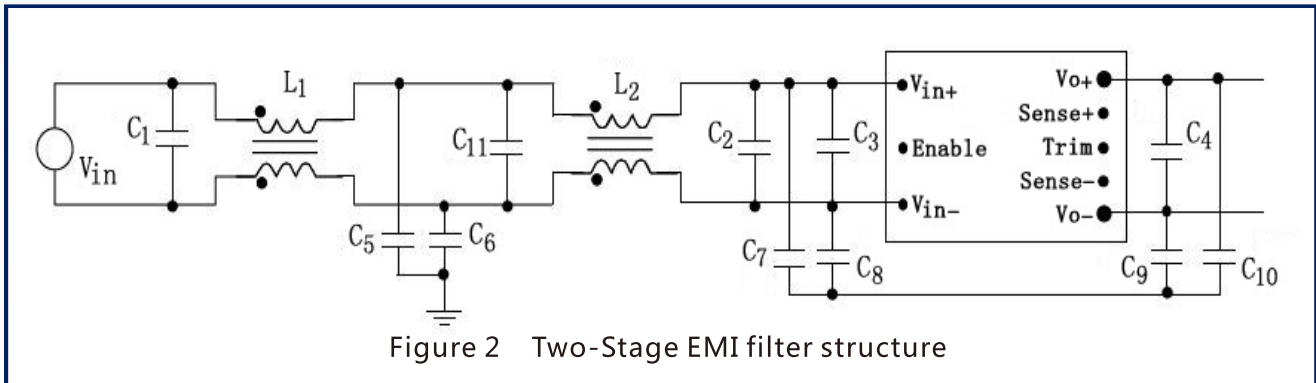 L1
L2
C1
Vin
C11
C5
C6
C2
C3
C7
C8
Vin+
Enable
Vin-
Vo+
Sense+
Trim
Sense-
Vo-
C4
C9
C10
Figure 2 Two-Stage EMI filter structure